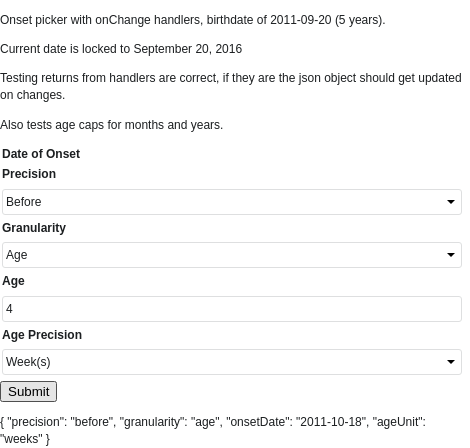 Onset picker with onChange handlers, birthdate of 2011-09-20 (5 years).
Current date is locked to September 20, 2016
Testing returns from handlers are correct, if they are the json object should get updated
on changes.
Also tests age caps for months and years.
Date of Onset
Precision
Before
Granularity
Age
Age
4
Age Precision
Week(s)
Submit
{ "precision": "before", "granularity": "age", "onsetDate": "2011-10-18", "ageUnit":
"weeks" }